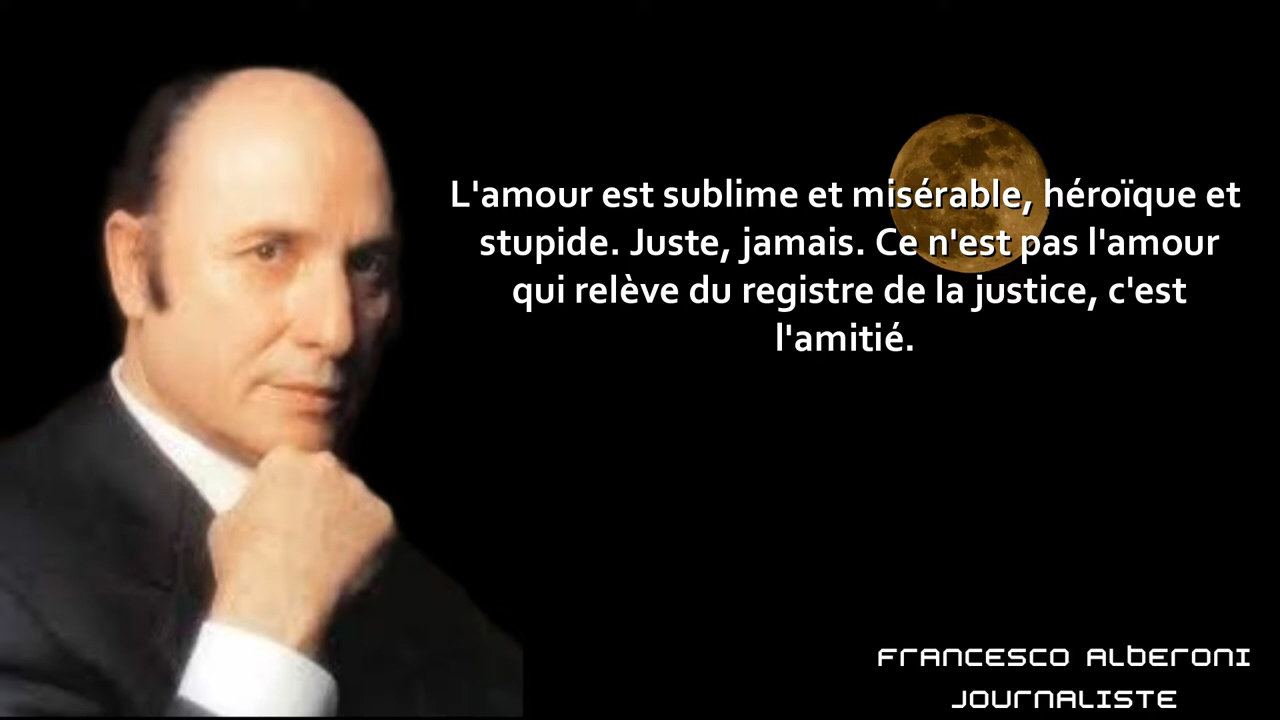 L'amour est sublime et misérable, héroïque et
stupide. Juste, jamais. Ce n'est pas l'amour
qui relève du registre de la justice, c'est
l'amitié.
Francesco Alberoni
Journaliste